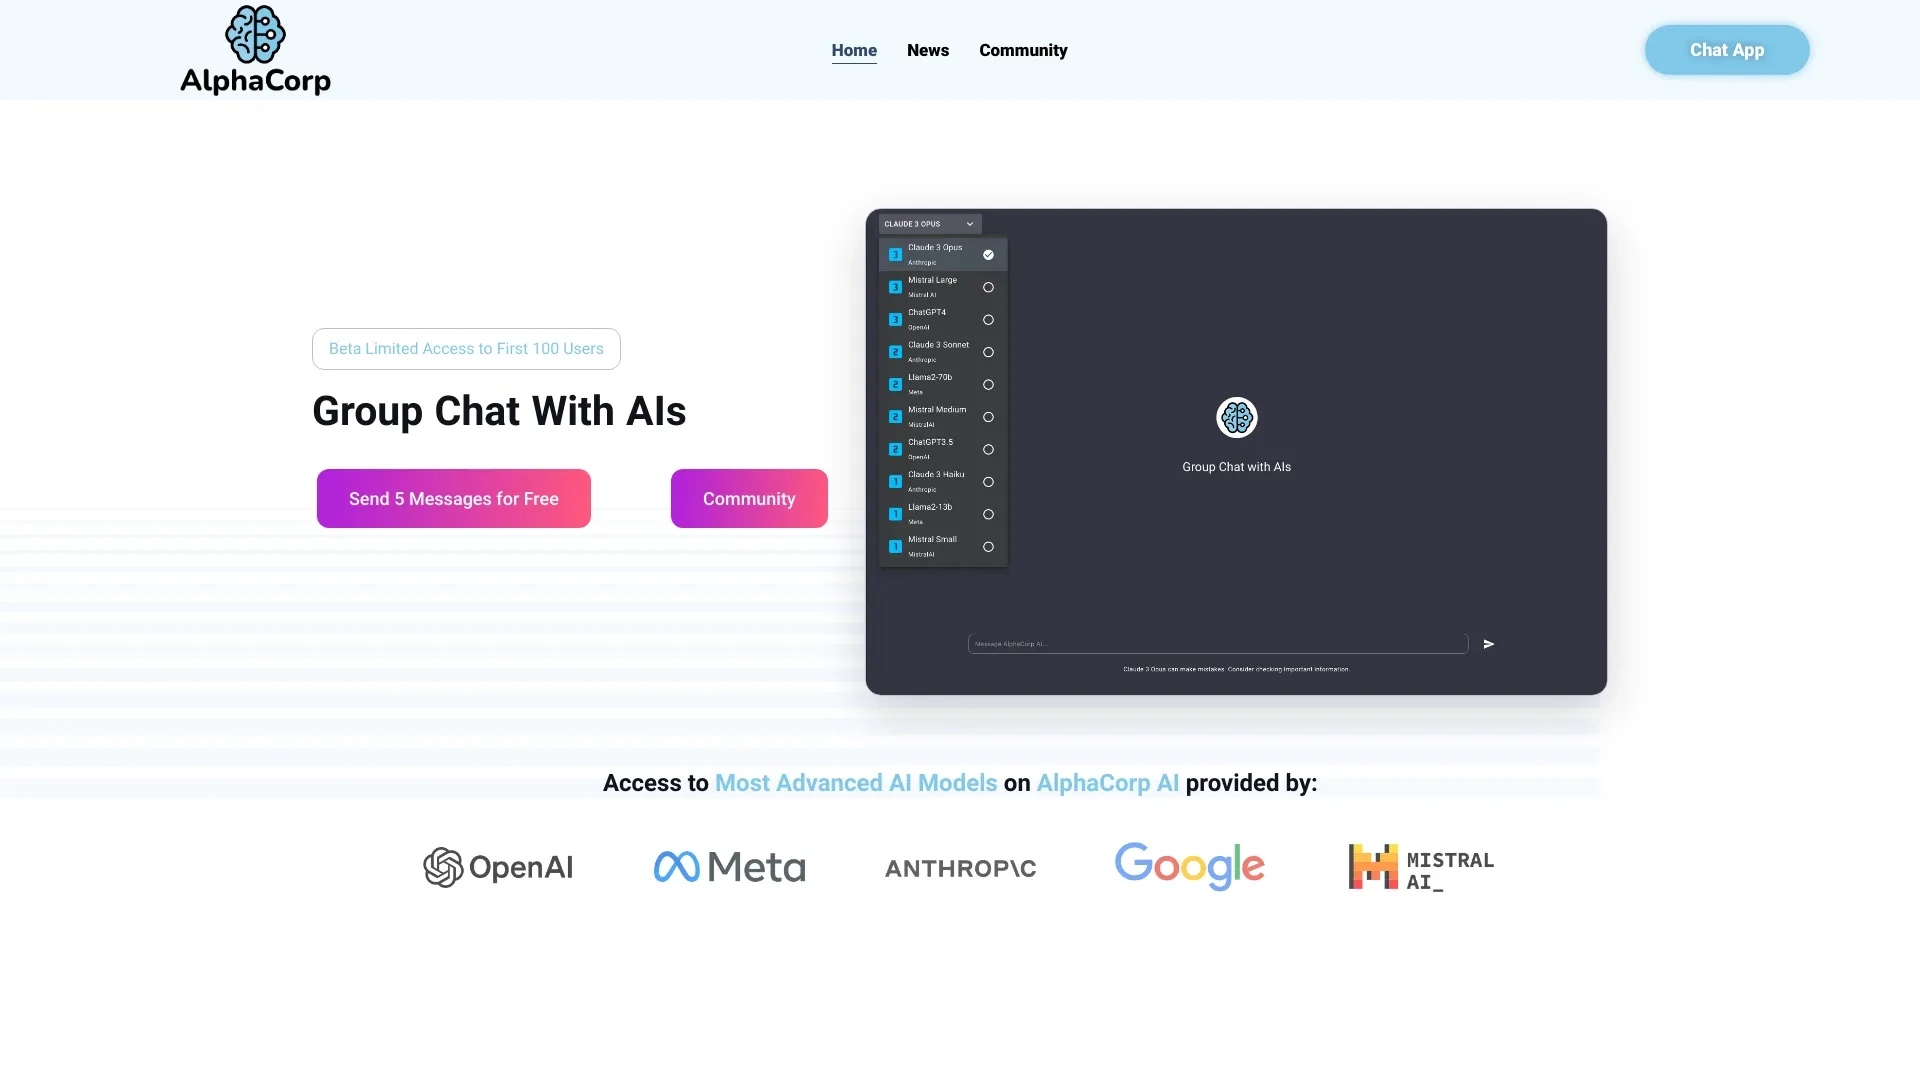 AlphaCorp
Home
News
Community
Chat App
Beta Limited Access to First 100 Users
Group Chat With AIs
Send 5 Messages for Free
Community
CLAUDE 3 OPUS
3
Claude 3 Opus
Anthropic
3
Mistral Large
Mistral AI
3
ChatGPT4
OpenAI
2
Claude 3 Sonnet
Anthropic
2
Llama2-70b
Meta
2
Mistral Medium
MistralAI
2
ChatGPT3.5
OpenAI
1
Claude 3 Haiku
Anthropic
1
Llama2-13b
Meta
1
Mistral Small
MistralAI
Group Chat with AIs
Message AlphaCorp AI...
Claude 3 Opus can make mistakes. Consider checking important information.
Access to Most Advanced AI Models on AlphaCorp AI provided by:
OpenAI
Meta
ANTHROP\C
Google
MISTRAL
AI_